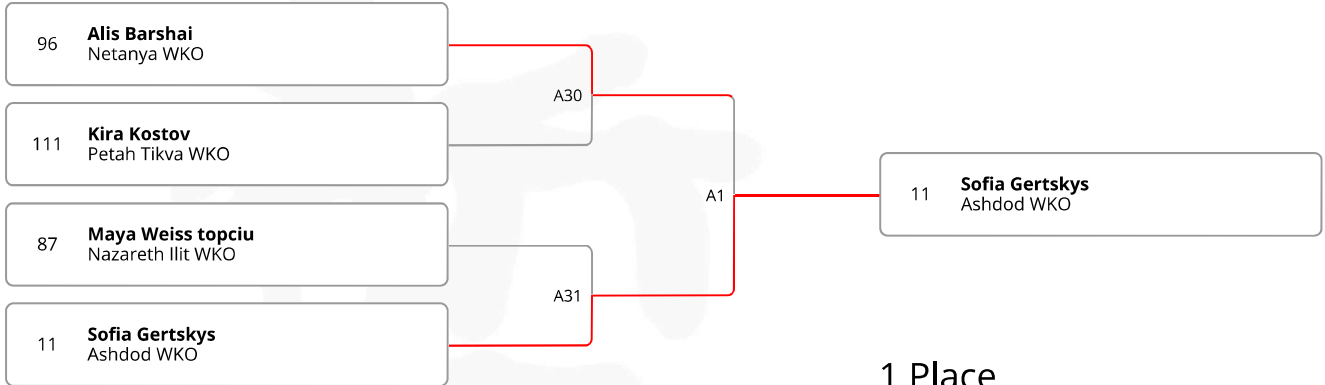 96
Alis Barshai
Netanya WKO
A30
111
Kira Kostov
Petah Tikva WKO
A1
11
Sofia Gertskys
Ashdod WKO
87
Maya Weiss topciu
Nazareth Ilit WKO
A31
11
Sofia Gertskys
Ashdod WKO
1 Place